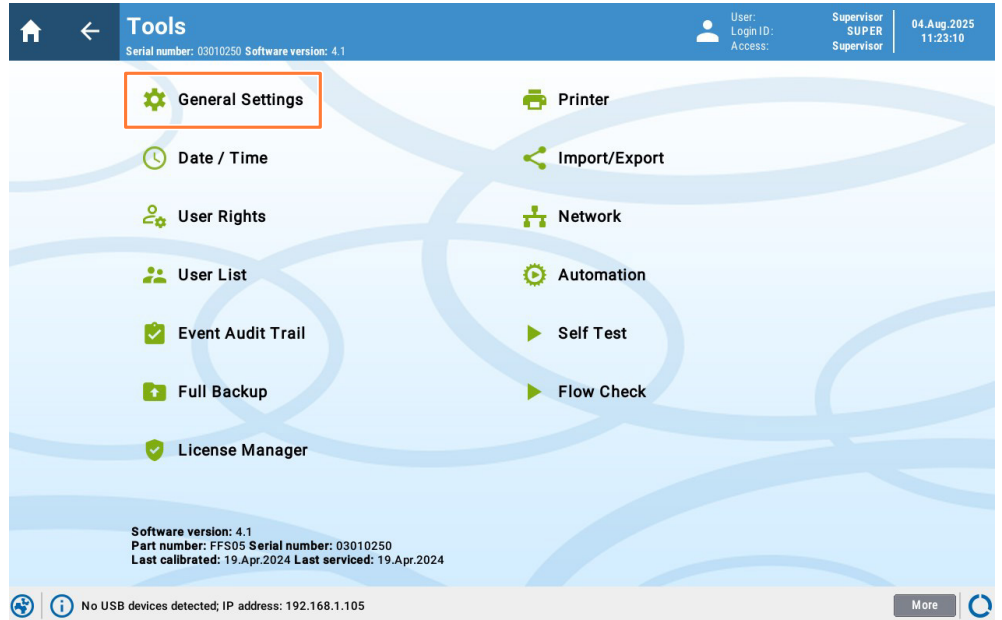 Tools
Serial number: 03010250 Software version: 4.1
User: Supervisor
Login ID: SUPER
Access: Supervisor
04.Aug.2025
11:23:10
General Settings
Printer
Date / Time
Import/Export
User Rights
Network
User List
Automation
Event Audit Trail
Self Test
Full Backup
Flow Check
License Manager
Software version: 4.1
Part number: FFS05 Serial number: 03010250
Last calibrated: 19.Apr.2024 Last serviced: 19.Apr.2024
No USB devices detected; IP address: 192.168.1.105
More